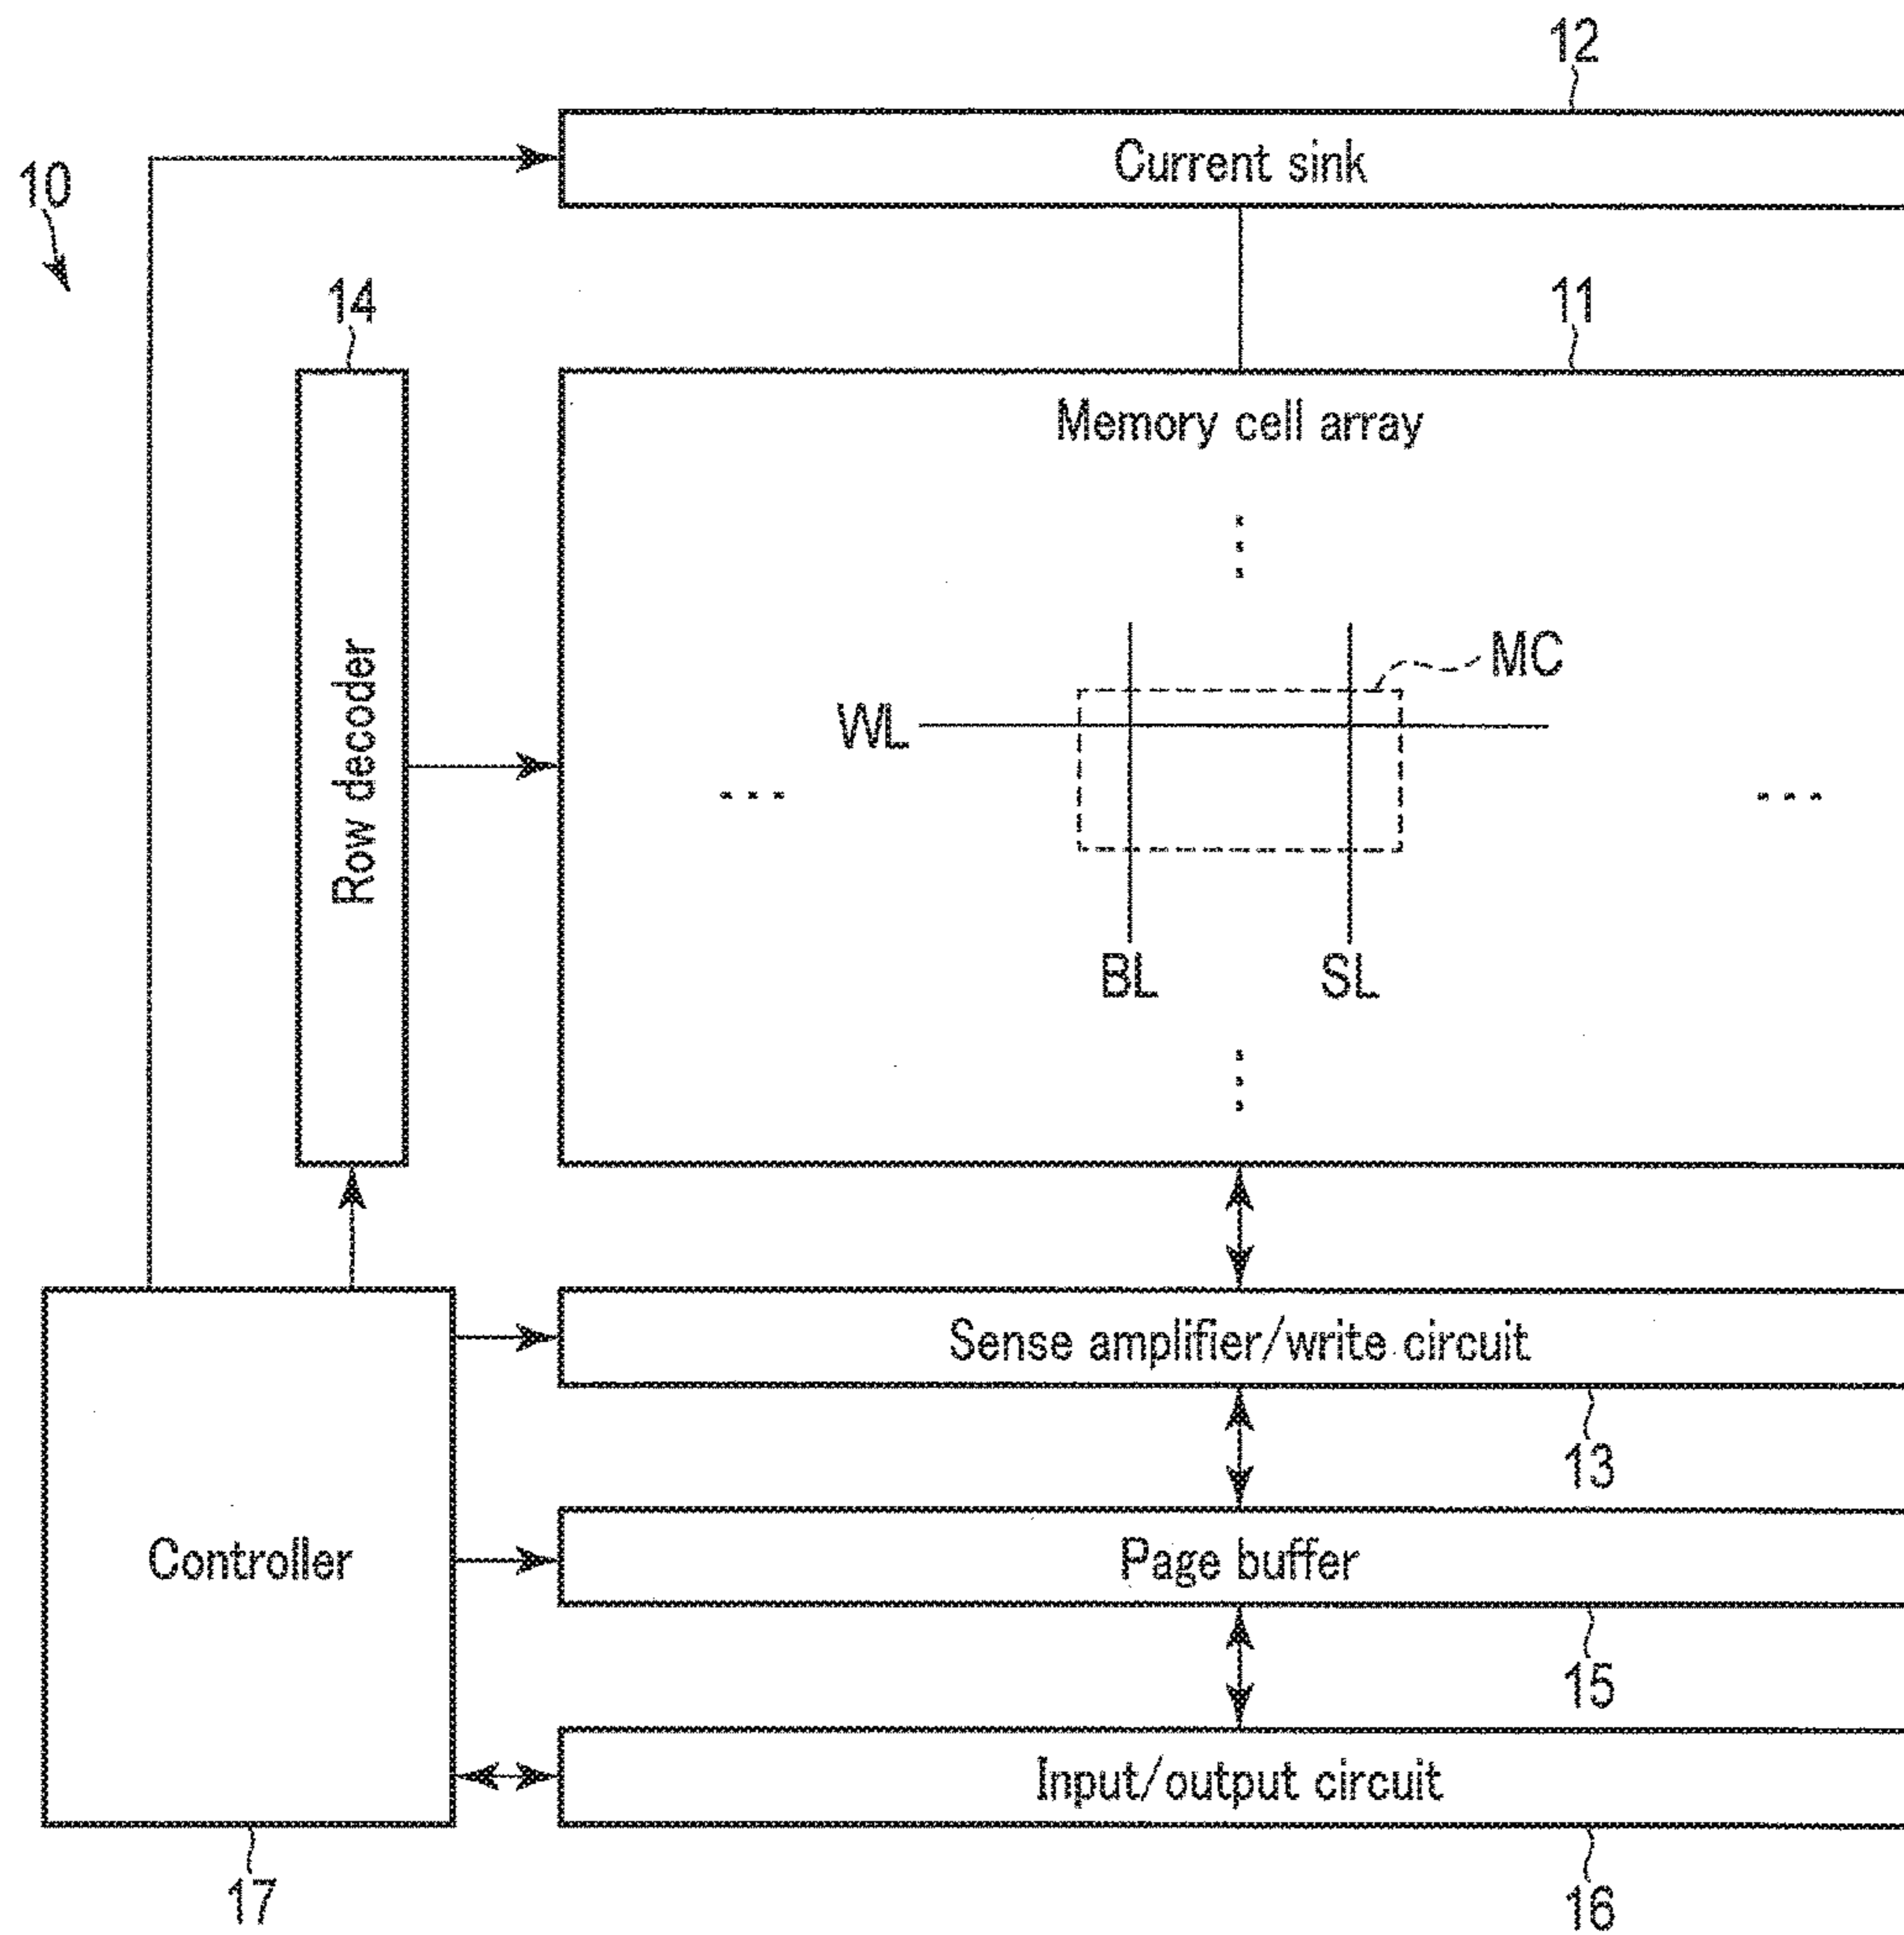 12
Current sink
10
14
11
Memory cell array
Row decoder
MC
WL
BL
SL
Sense amplifier/write circuit
13
Controller
Page buffer
15
Input/output circuit
17
16